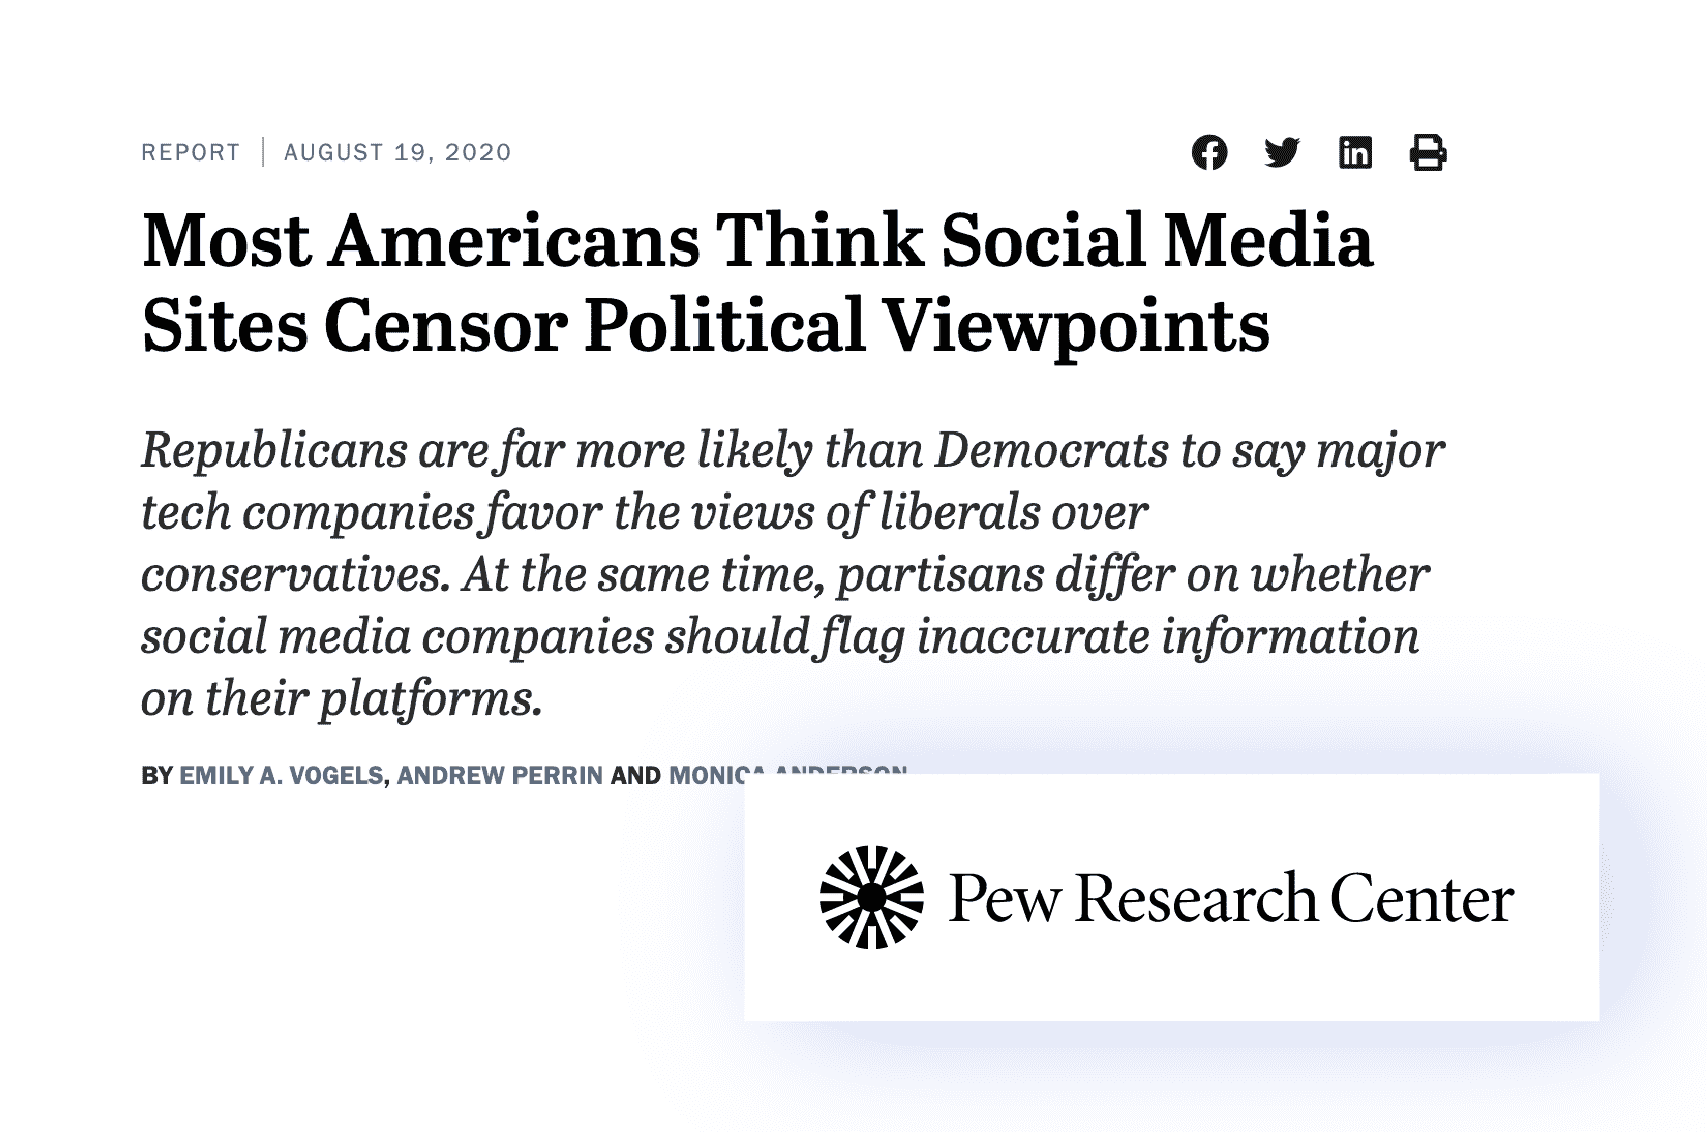 REPORT | AUGUST 19, 2020
Most Americans Think Social Media
Sites Censor Political Viewpoints
Republicans are far more likely than Democrats to say major
tech companies favor the views of liberals over
conservatives. At the same time, partisans differ on whether
social media companies should flag inaccurate information
on their platforms.
BY EMILY A. VOGELS, ANDREW PERRIN AND MONICA ANDERSON
Pew Research Center